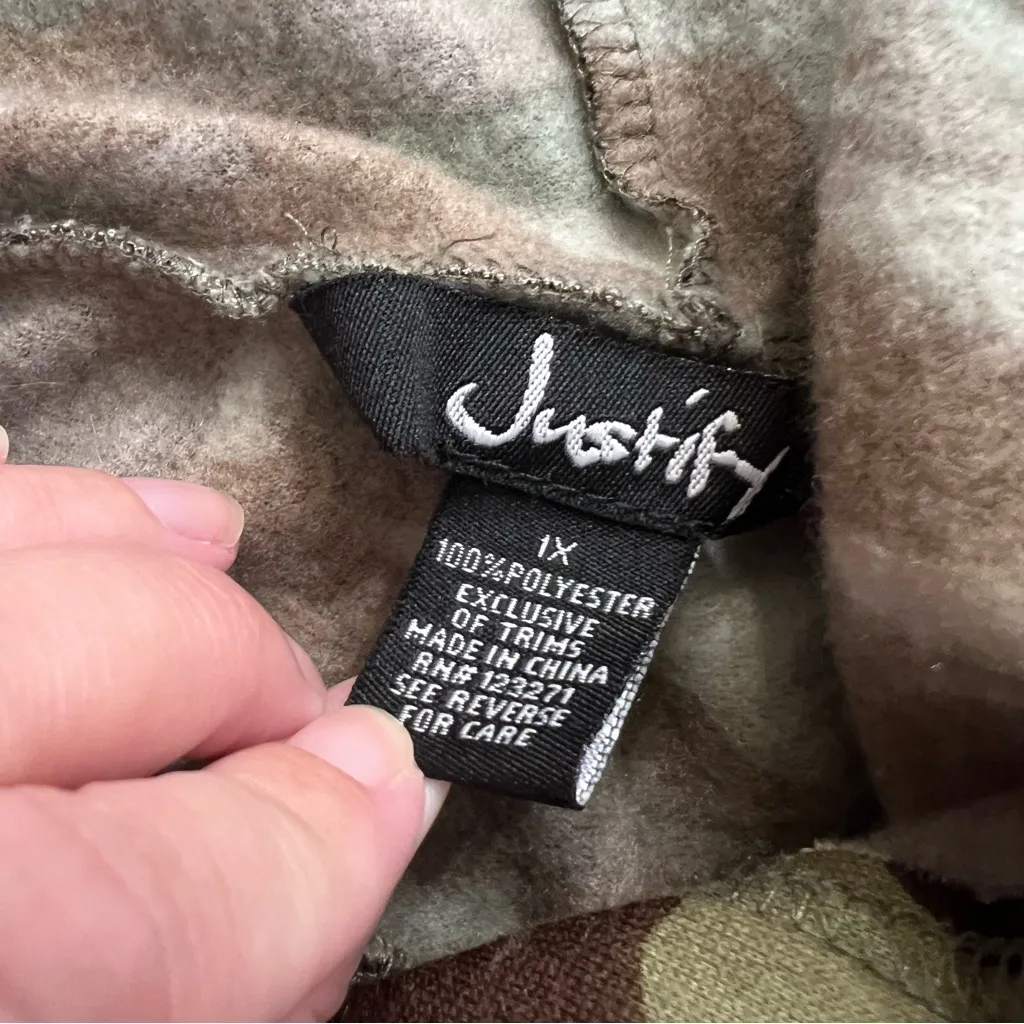 Justify
1X
100%POLYESTER
EXCLUSIVE
OF TRIMS
MADE IN CHINA
RN# 123271
SEE REVERSE
FOR CARE